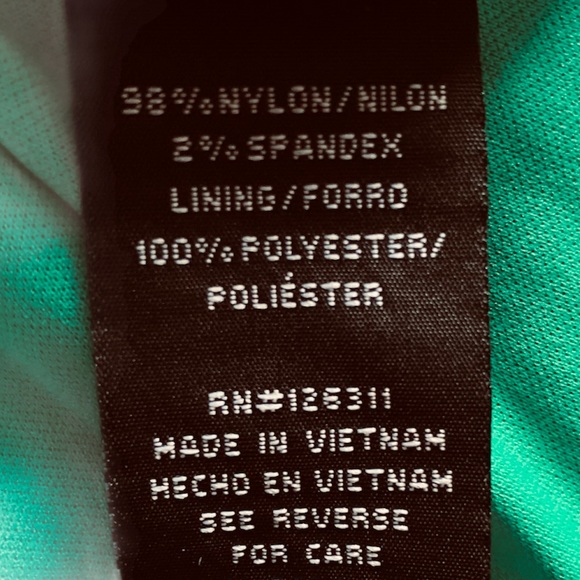 98% NYLON/NILON
2% SPANDEX
LINING/FORRO
100% POLYESTER/
POLIÉSTER
RN#126311
MADE IN VIETNAM
HECHO EN VIETNAM
SEE REVERSE
FOR CARE